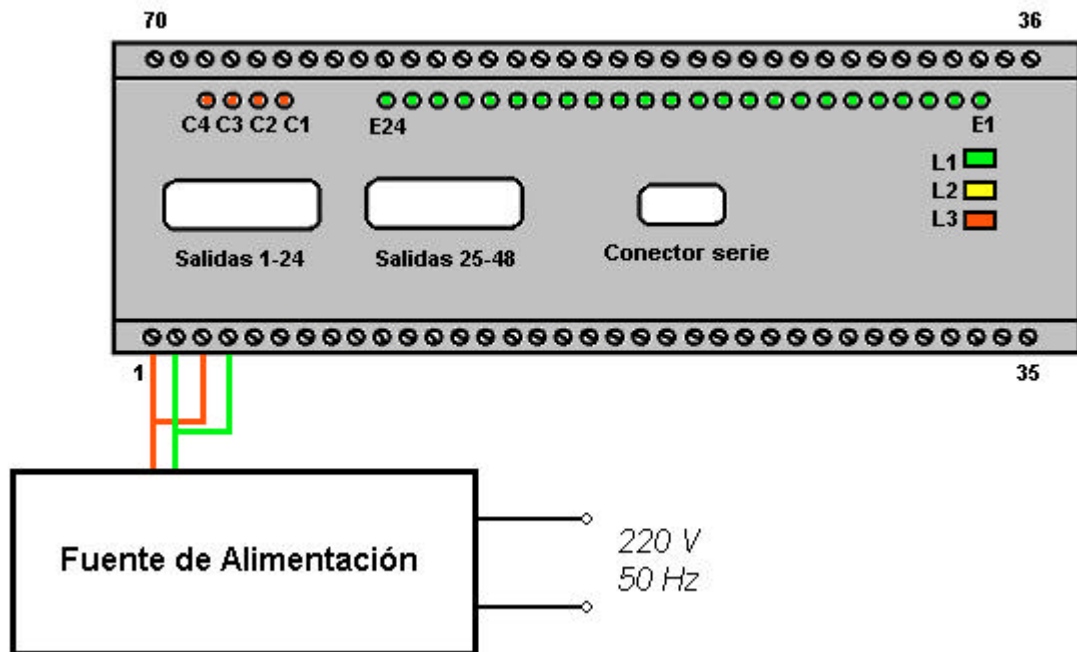 70 36
C4 C3 C2 C1 E24 E1
L1
L2
L3
Salidas 1-24 Salidas 25-48 Conector serie
1 35
Fuente de Alimentación
220 V
50 Hz